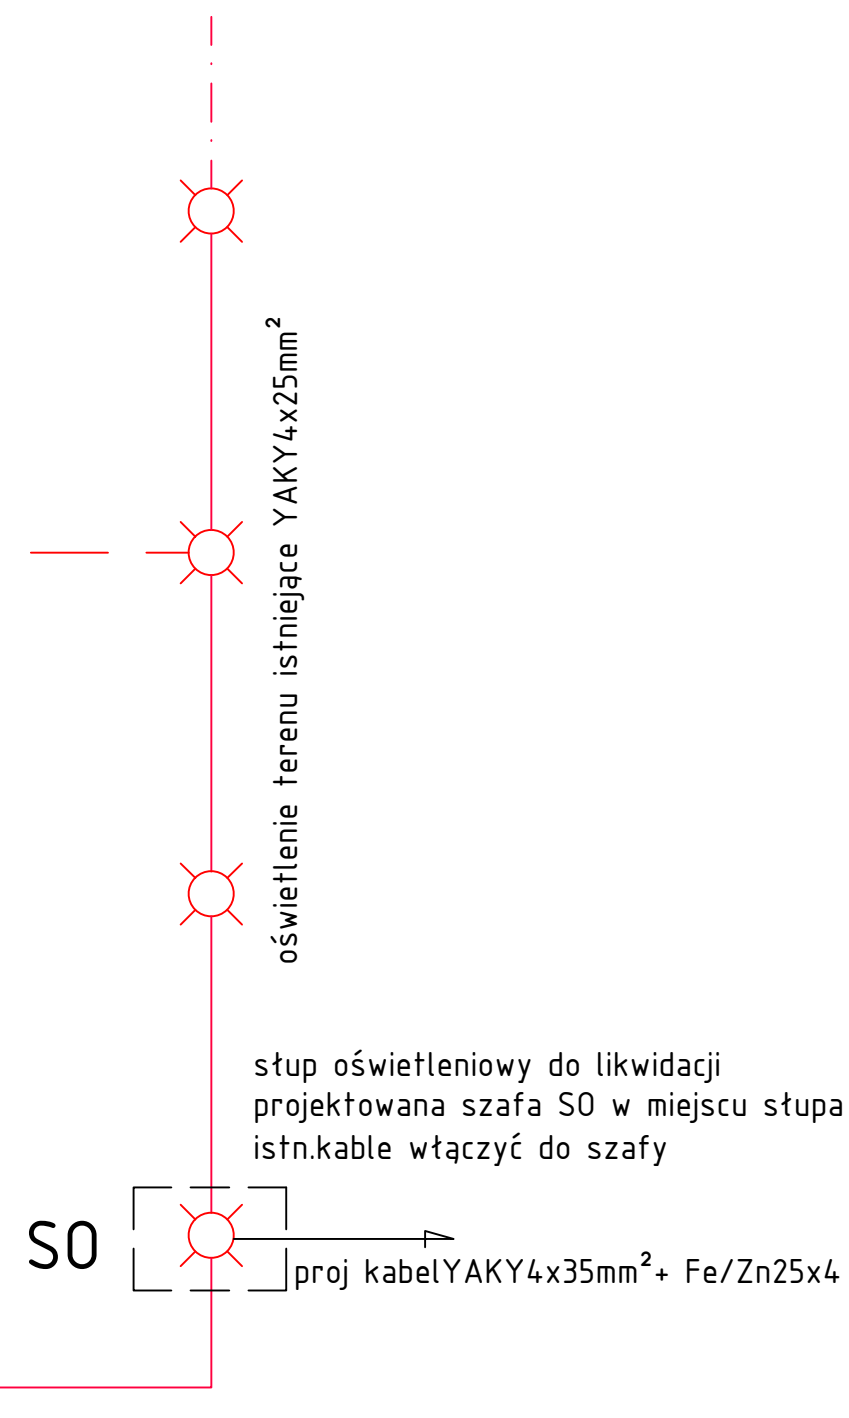 oświetlenie terenu istniejące YAKY4x25mm²
słup oświetleniowy do likwidacji
projektowana szafa SO w miejscu słupa
istn.kable włączyć do szafy
SO
proj kabelYAKY4x35mm²+ Fe/Zn25x4